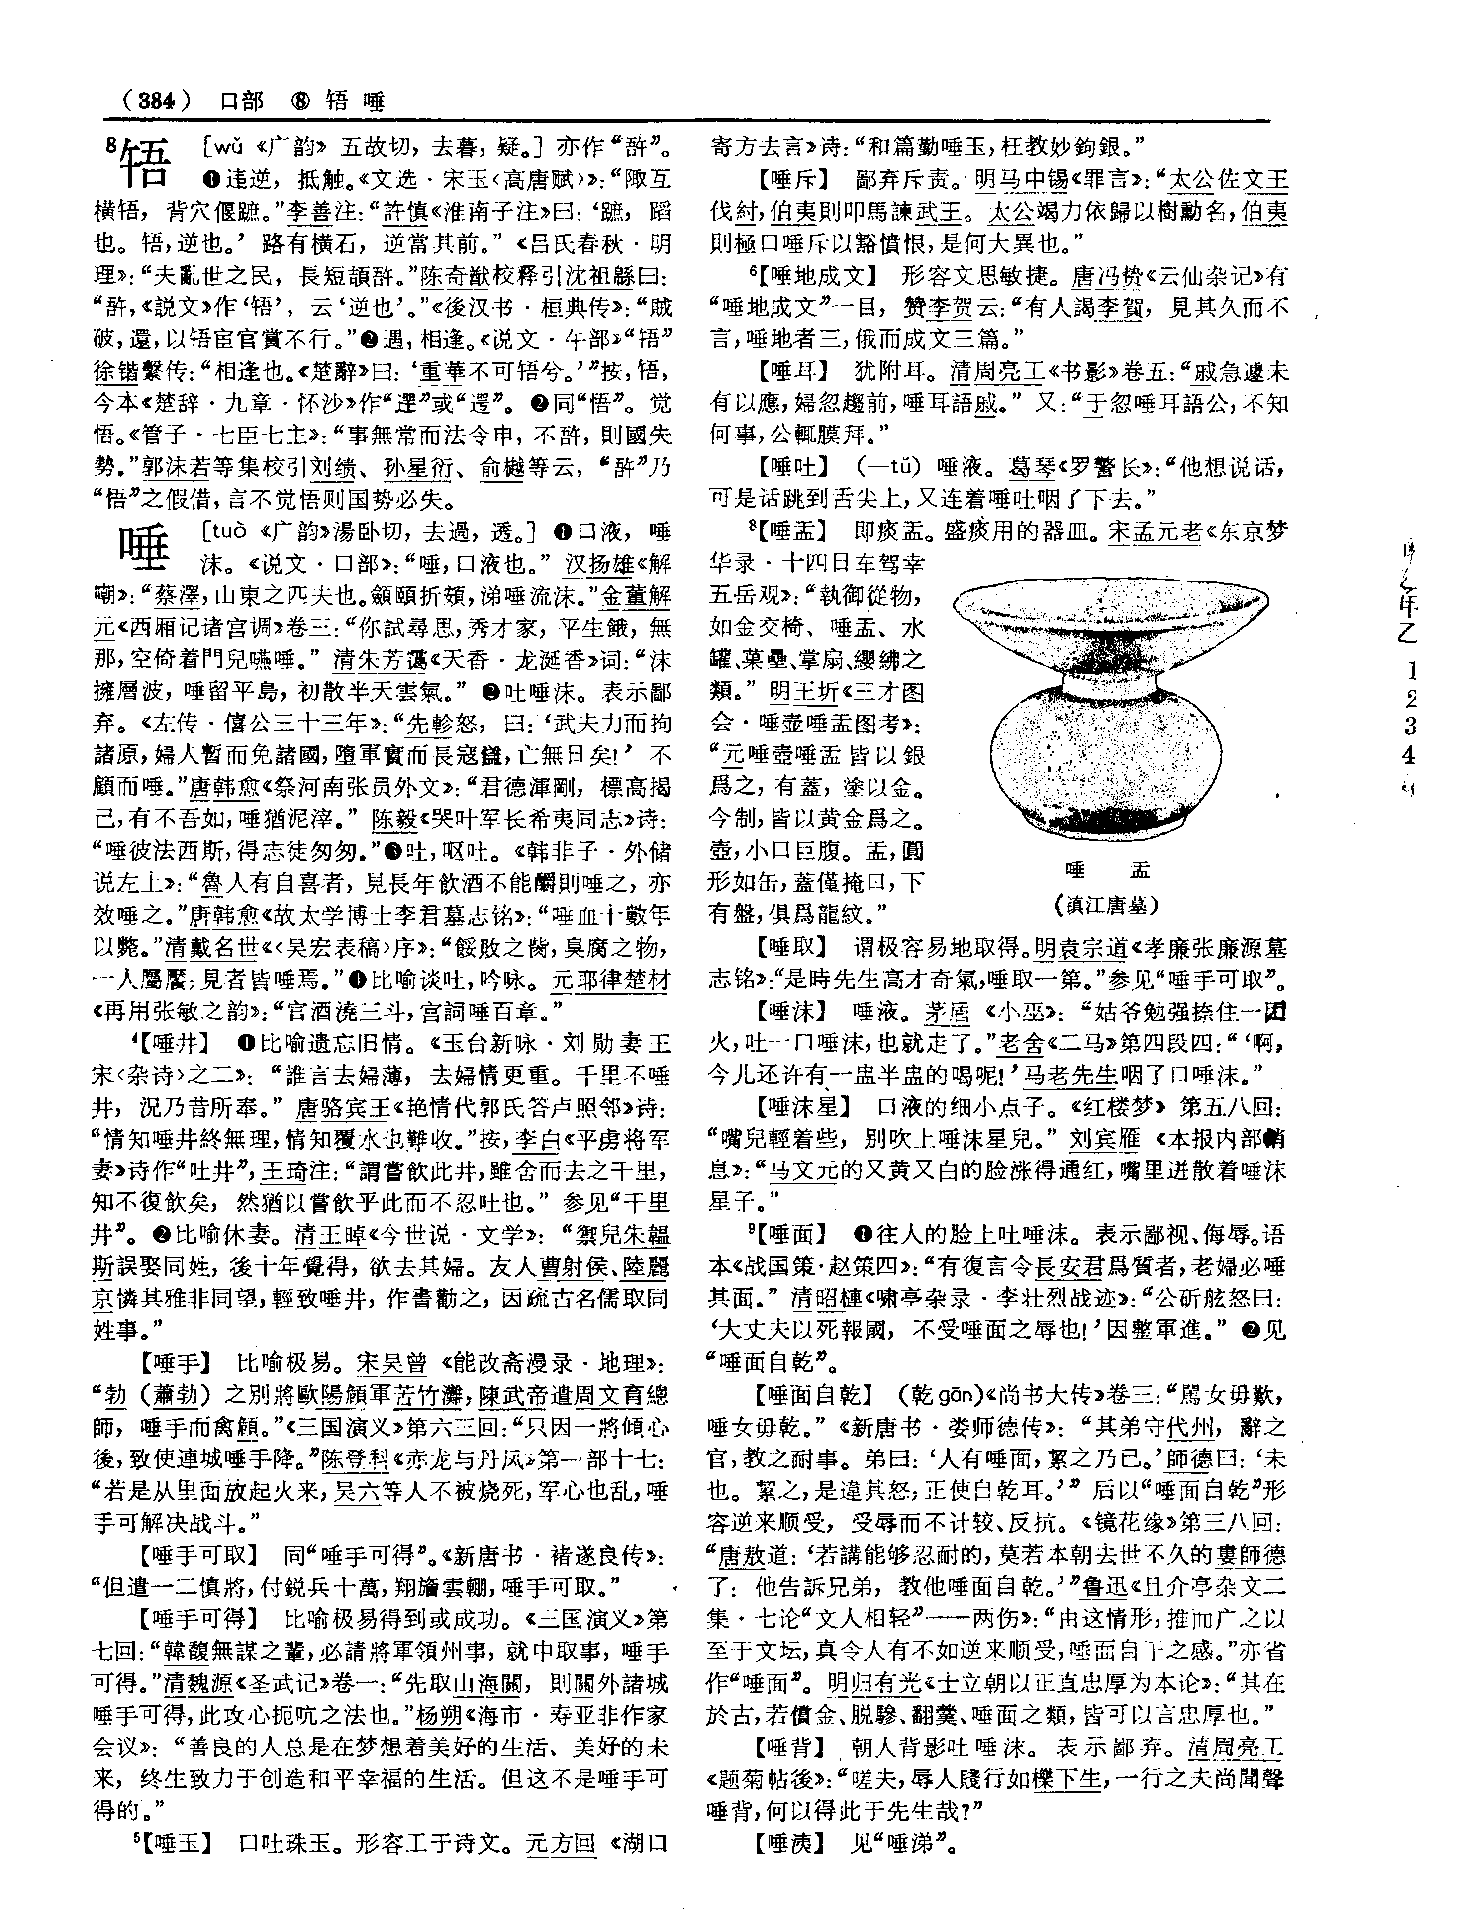 （384） 口部 ⑧ 啎 唾
8啎 [wǔ《广韵》五故切，去暮，疑。]亦作“䛩”。
❶违逆，抵触。《文选·宋玉〈高唐赋〉》：“陬互
横啎，背穴偃蹠。”李善注：“許慎《淮南子注》曰：‘蹠，蹈
也。啎，逆也。’路有横石，逆當其前。”《吕氏春秋·明
理》：“夫亂世之民，長短頡䛩。”陈奇猷校释引沈祖緜曰：
“䛩，《説文》作‘啎’，云‘逆也’。”《後汉书·桓典传》：“賊
破，還，以啎宦官賞不行。”❷遇，相逢。《说文·午部》“啎”
徐锴繫传：“相逢也。《楚辭》曰：‘重華不可啎兮。’”按，啎，
今本《楚辞·九章·怀沙》作“遻”或“遌”。❷同“悟”。觉
悟。《管子·七臣七主》：“事無常而法令申，不䛩，則國失
勢。”郭沫若等集校引刘绩、孙星衍、俞樾等云，“䛩”乃
“悟”之假借，言不觉悟则国势必失。
唾 [tuò《广韵》湯卧切，去過，透。]❶口液，唾
沫。《说文·口部》：“唾，口液也。”汉扬雄《解
嘲》：“蔡澤，山東之匹夫也。顩頤折頞，涕唾流沫。”金董解
元《西厢记诸宫调》卷三：“你試尋思，秀才家，平生餓，無
那，空倚着門兒嚥唾。”清朱芳蔼《天香·龙涎香》词：“沫
擁層波，唾留平島，初散半天雲氣。”❷吐唾沫。表示鄙
弃。《左传·僖公三十三年》：“先軫怒，曰：‘武夫力而拘
諸原，婦人暫而免諸國，墮軍實而長寇讎，亡無日矣！’不
顧而唾。”唐韩愈《祭河南张员外文》：“君德渾剛，標高揭
己，有不吾如，唾猶泥滓。”陈毅《哭叶军长希夷同志》诗：
“唾彼法西斯，得志徒匆匆。”❸吐，呕吐。《韩非子·外储
说左上》：“魯人有自喜者，見長年飲酒不能釂則唾之，亦
效唾之。”唐韩愈《故太学博士李君墓志铭》：“唾血十數年
以斃。”清戴名世《〈吴宏表稿〉序》：“餒敗之胾，臭腐之物，
一人屬饜；見者皆唾焉。”❹比喻谈吐，吟咏。元耶律楚材
《再用张敏之韵》：“官酒澆三斗，宫詞唾百章。”
4【唾井】 ❶比喻遗忘旧情。《玉台新咏·刘勋妻王
宋〈杂诗〉之二》：“誰言去婦薄，去婦情更重。千里不唾
井，況乃昔所奉。”唐骆宾王《艳情代郭氏答卢照邻》诗：
“情知唾井終無理，情知覆水也難收。”按，李白《平虏将军
妻》诗作“吐井”，王琦注：“謂嘗飲此井，雖舍而去之千里，
知不復飲矣，然猶以嘗飲乎此而不忍吐也。”参见“千里
井”。❷比喻休妻。清王晫《今世说·文学》：“禦兒朱韞
斯誤娶同姓，後十年覺得，欲去其婦。友人曹射侯、陸麗
京憐其雅非同望，輕致唾井，作書勸之，因疏古名儒取同
姓事。”
【唾手】 比喻极易。宋吴曾《能改斋漫录·地理》：
“勃（蕭勃）之別將歐陽頠軍苦竹灘，陳武帝遣周文育總
師，唾手而禽頠。”《三国演义》第六三回：“只因一將傾心
後，致使連城唾手降。”陈登科《赤龙与丹凤》第一部十七：
“若是从里面放起火来，吴六等人不被烧死，军心也乱，唾
手可解决战斗。”
【唾手可取】 同“唾手可得”。《新唐书·褚遂良传》：
“但遣一二慎將，付鋭兵十萬，翔旝雲輣，唾手可取。”
【唾手可得】 比喻极易得到或成功。《三国演义》第
七回：“韓馥無謀之輩，必請將軍領州事，就中取事，唾手
可得。”清魏源《圣武记》卷一：“先取山海關，則關外諸城
唾手可得，此攻心扼吭之法也。”杨朔《海市·寿亚非作家
会议》：“善良的人总是在梦想着美好的生活、美好的未
来，终生致力于创造和平幸福的生活。但这不是唾手可
得的。”
5【唾玉】 口吐珠玉。形容工于诗文。元方回《湖口
寄方去言》诗：“和篇勤唾玉，枉教妙鉤銀。”
【唾斥】 鄙弃斥责。明马中锡《罪言》：“太公佐文王
伐紂，伯夷則叩馬諫武王。太公竭力依歸以樹勳名，伯夷
則極口唾斥以豁憤恨，是何大異也。”
6【唾地成文】 形容文思敏捷。唐冯贽《云仙杂记》有
“唾地成文”一目，赞李贺云：“有人謁李賀，見其久而不
言，唾地者三，俄而成文三篇。”
【唾耳】 犹附耳。清周亮工《书影》卷五：“戚急遽未
有以應，婦忽趨前，唾耳語戚。”又：“于忽唾耳語公，不知
何事，公輒膜拜。”
【唾吐】 （—tǔ）唾液。葛琴《罗警长》：“他想说话，
可是话跳到舌尖上，又连着唾吐咽了下去。”
8【唾盂】 即痰盂。盛痰用的器皿。宋孟元老《东京梦
华录·十四日车驾幸
五岳观》：“執御從物，
如金交椅、唾盂、水
罐、菓壘、掌扇、纓紼之
類。”明王圻《三才图
会·唾壶唾盂图考》：
“元唾壺唾盂皆以銀
爲之，有蓋，塗以金。
今制，皆以黄金爲之。
壺，小口巨腹。盂，圓
形如缶，蓋僅掩口，下
有盤，俱爲龍紋。”
唾 盂
（滇江唐墓）
【唾取】 谓极容易地取得。明袁宗道《孝廉张廉源墓
志铭》：“是時先生高才奇氣，唾取一第。”参见“唾手可取”。
【唾沫】 唾液。茅盾《小巫》：“姑爷勉强捺住一团
火，吐一口唾沫，也就走了。”老舍《二马》第四段四：“‘啊，
今儿还许有一盅半盅的喝呢！’马老先生咽了口唾沫。”
【唾沫星】 口液的细小点子。《红楼梦》第五八回：
“嘴兒輕着些，别吹上唾沫星兒。”刘宾雁《本报内部消
息》：“马文元的又黄又白的脸涨得通红，嘴里迸散着唾沫
星子。”
9【唾面】 ❶往人的脸上吐唾沫。表示鄙视、侮辱。语
本《战国策·赵策四》：“有復言令長安君爲質者，老婦必唾
其面。”清昭槤《啸亭杂录·李壮烈战迹》：“公斫舷怒曰：
‘大丈夫以死報國，不受唾面之辱也！’因整軍進。”❷见
“唾面自乾”。
【唾面自乾】 （乾gān）《尚书大传》卷三：“罵女毋歎，
唾女毋乾。”《新唐书·娄师德传》：“其弟守代州，辭之
官，教之耐事。弟曰：‘人有唾面，絜之乃已。’師德曰：‘未
也。絜之，是違其怒；正使自乾耳。’”后以“唾面自乾”形
容逆来顺受，受辱而不计较、反抗。《镜花缘》第三八回：
“唐敖道：‘若講能够忍耐的，莫若本朝去世不久的婁師德
了：他告訴兄弟，教他唾面自乾。’”鲁迅《且介亭杂文二
集·七论“文人相轻”——两伤》：“由这情形，推而广之以
至于文坛，真令人有不如逆来顺受，唾面自干之感。”亦省
作“唾面”。明归有光《士立朝以正直忠厚为本论》：“其在
於古，若償金、脱驂、翻羹、唾面之類，皆可以言忠厚也。”
【唾背】 朝人背影吐唾沫。表示鄙弃。清周亮工
《题菊帖後》：“嗟夫，辱人賤行如櫟下生，一行之夫尚聞聲
唾背，何以得此于先生哉？”
【唾洟】 见“唾涕”。
1
2
3
4